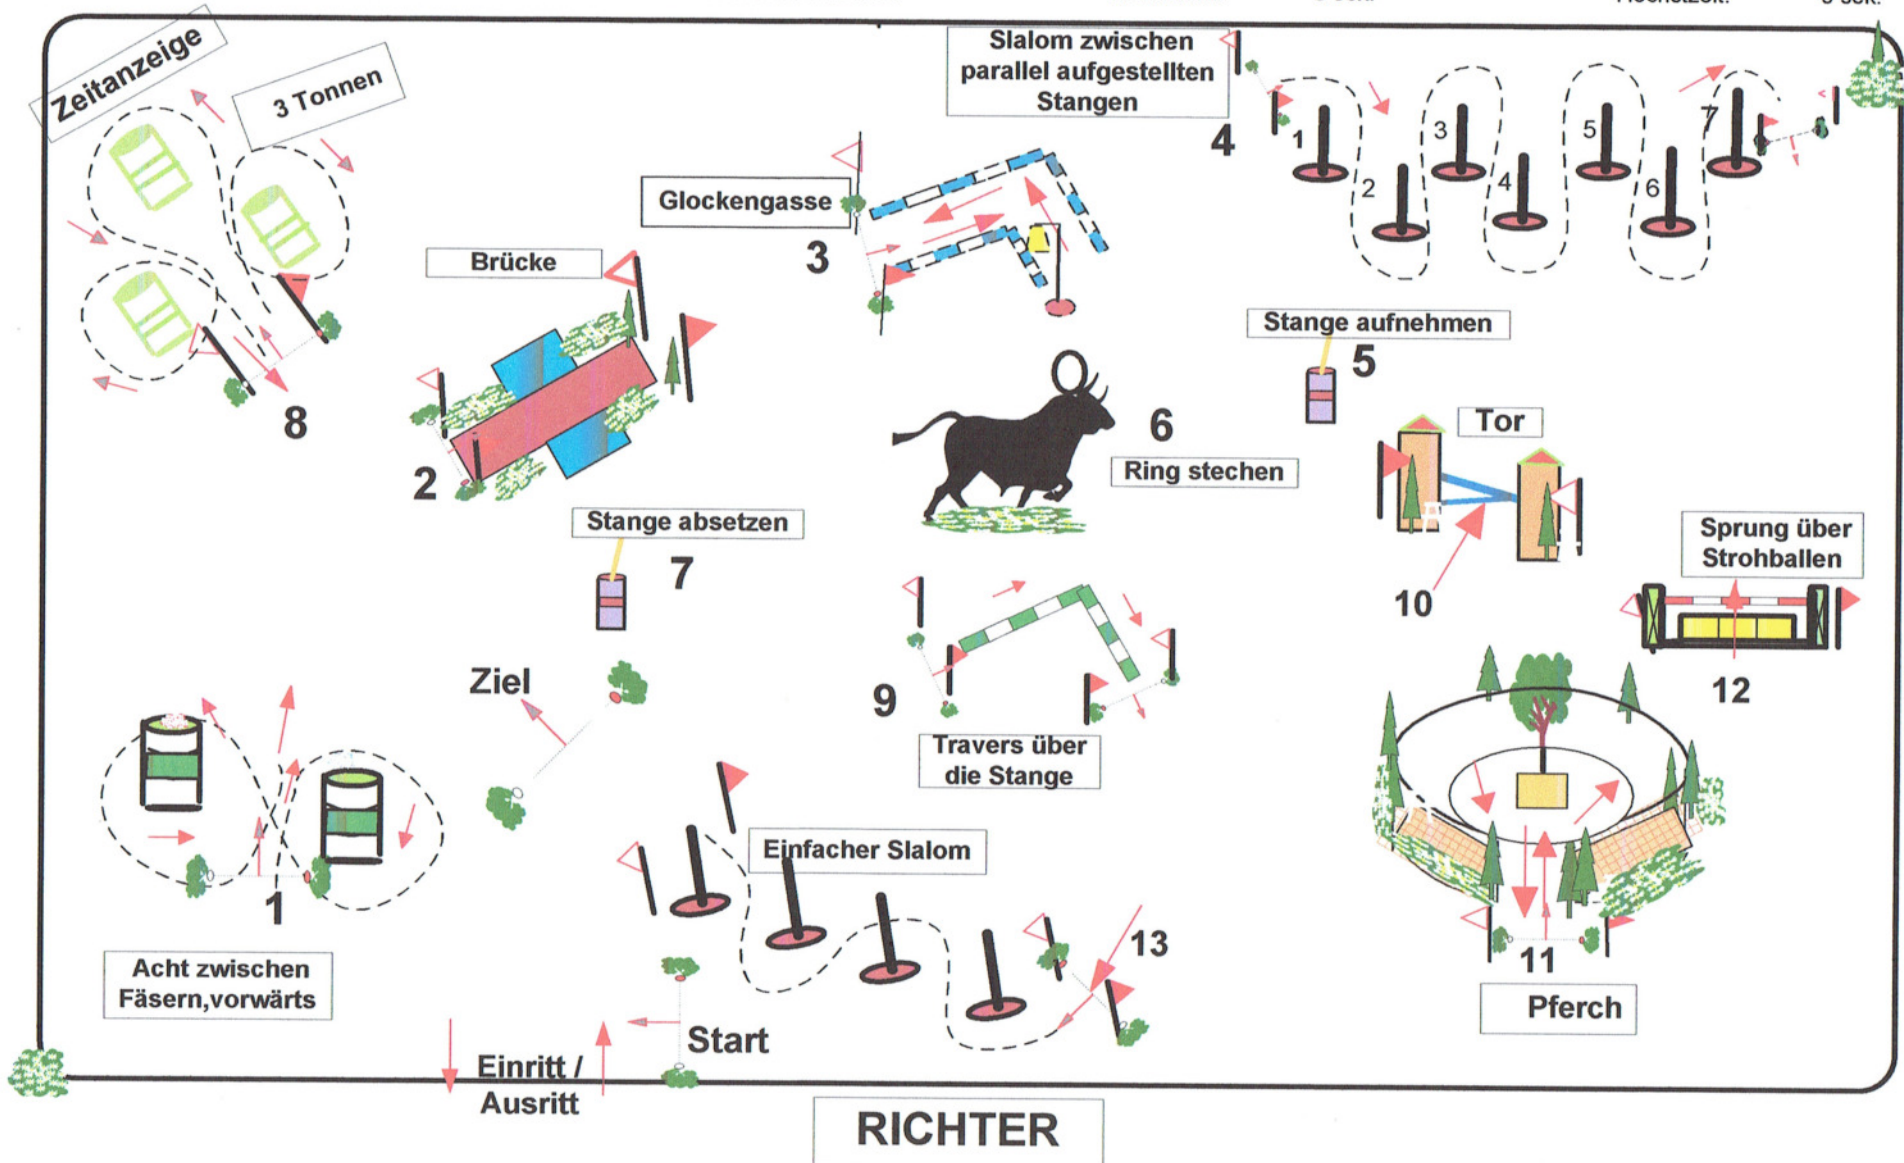 Höchstzeit:
Zeitanzeige
3 Tonnen
8
Slalom zwischen
parallel aufgestellten
Stangen
4
1
2
3
4
5
6
7
Glockengasse
3
Brücke
2
Stange aufnehmen
5
6
Ring stechen
Tor
10
Stange absetzen
7
Sprung über
Strohballen
12
Ziel
9
Travers über
die Stange
1
Acht zwischen
Fäsern,vorwärts
Einfacher Slalom
13
11
Pferch
Start
Einritt /
Ausritt
RICHTER